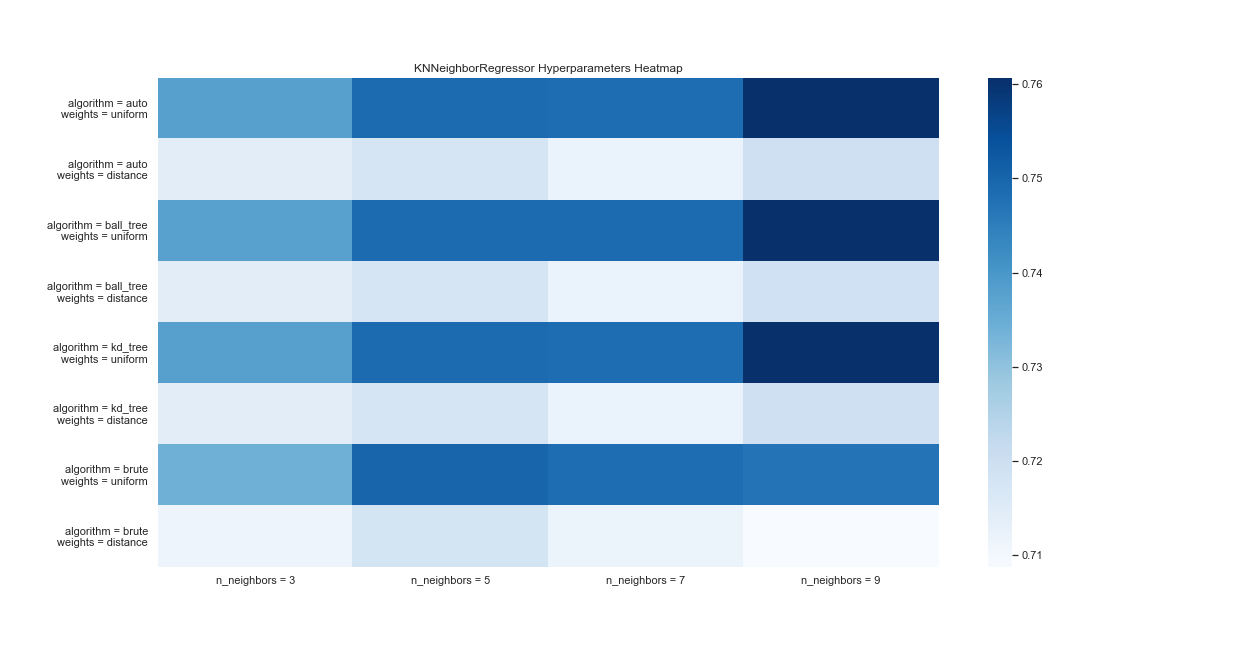 KNNeighborRegressor Hyperparameters Heatmap
algorithm = auto
weights = uniform
algorithm = auto
weights = distance
algorithm = ball_tree
weights = uniform
algorithm = ball_tree
weights = distance
algorithm = kd_tree
weights = uniform
algorithm = kd_tree
weights = distance
algorithm = brute
weights = uniform
algorithm = brute
weights = distance
n_neighbors = 3
n_neighbors = 5
n_neighbors = 7
n_neighbors = 9
0.76
0.75
0.74
0.73
0.72
0.71